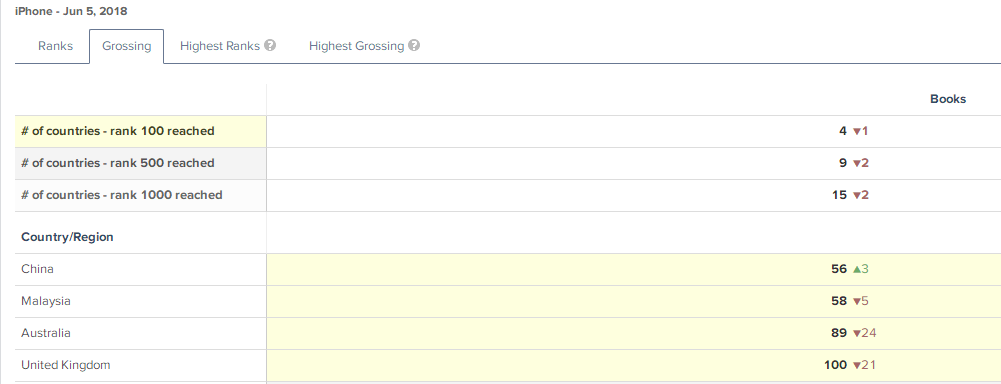 iPhone - Jun 5, 2018
Ranks Grossing Highest Ranks ? Highest Grossing ?
Books
# of countries - rank 100 reached 4 ▼1
# of countries - rank 500 reached 9 ▼2
# of countries - rank 1000 reached 15 ▼2
Country/Region
China 56 ▲3
Malaysia 58 ▼5
Australia 89 ▼24
United Kingdom 100 ▼21